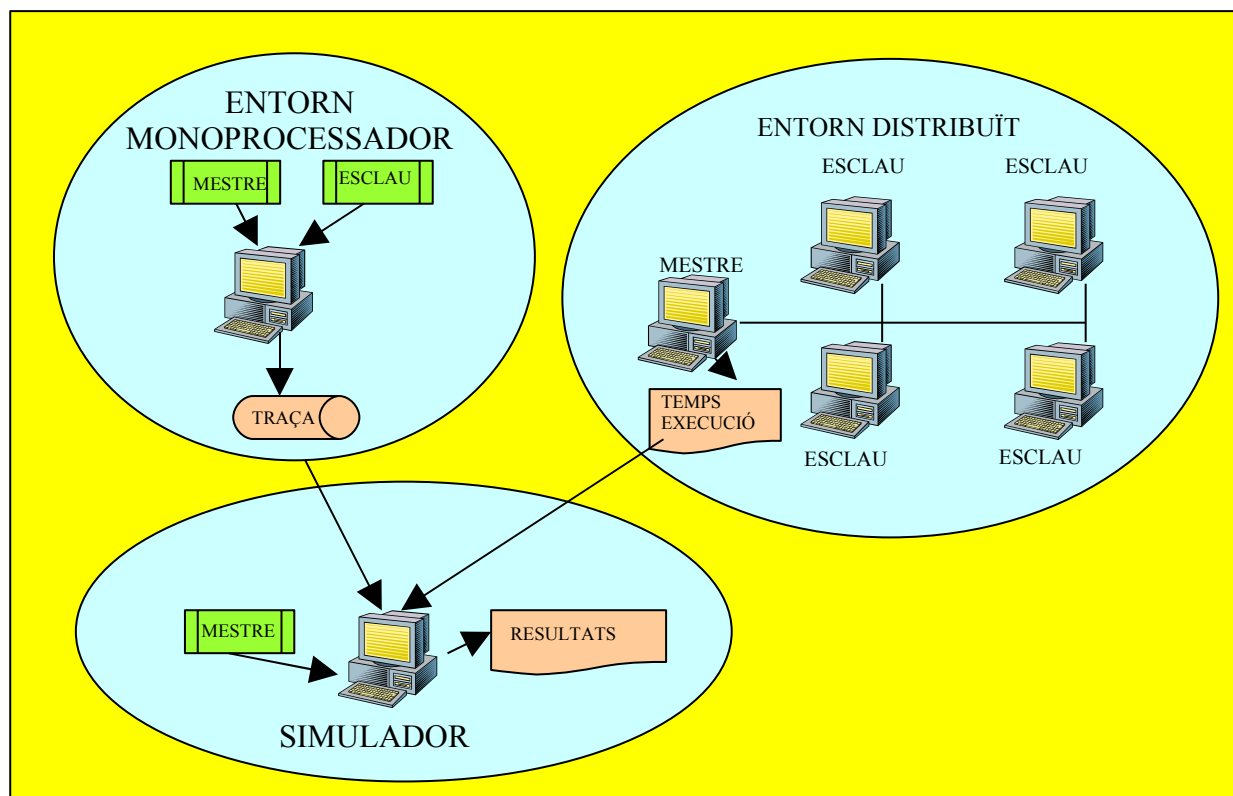 ENTORN
MONOPROCESSADOR
MESTRE
ESCLAU
TRAÇA
ENTORN DISTRIBUÏT
ESCLAU
ESCLAU
MESTRE
TEMPS
EXECUCIÓ
ESCLAU
ESCLAU
MESTRE
RESULTATS
SIMULADOR